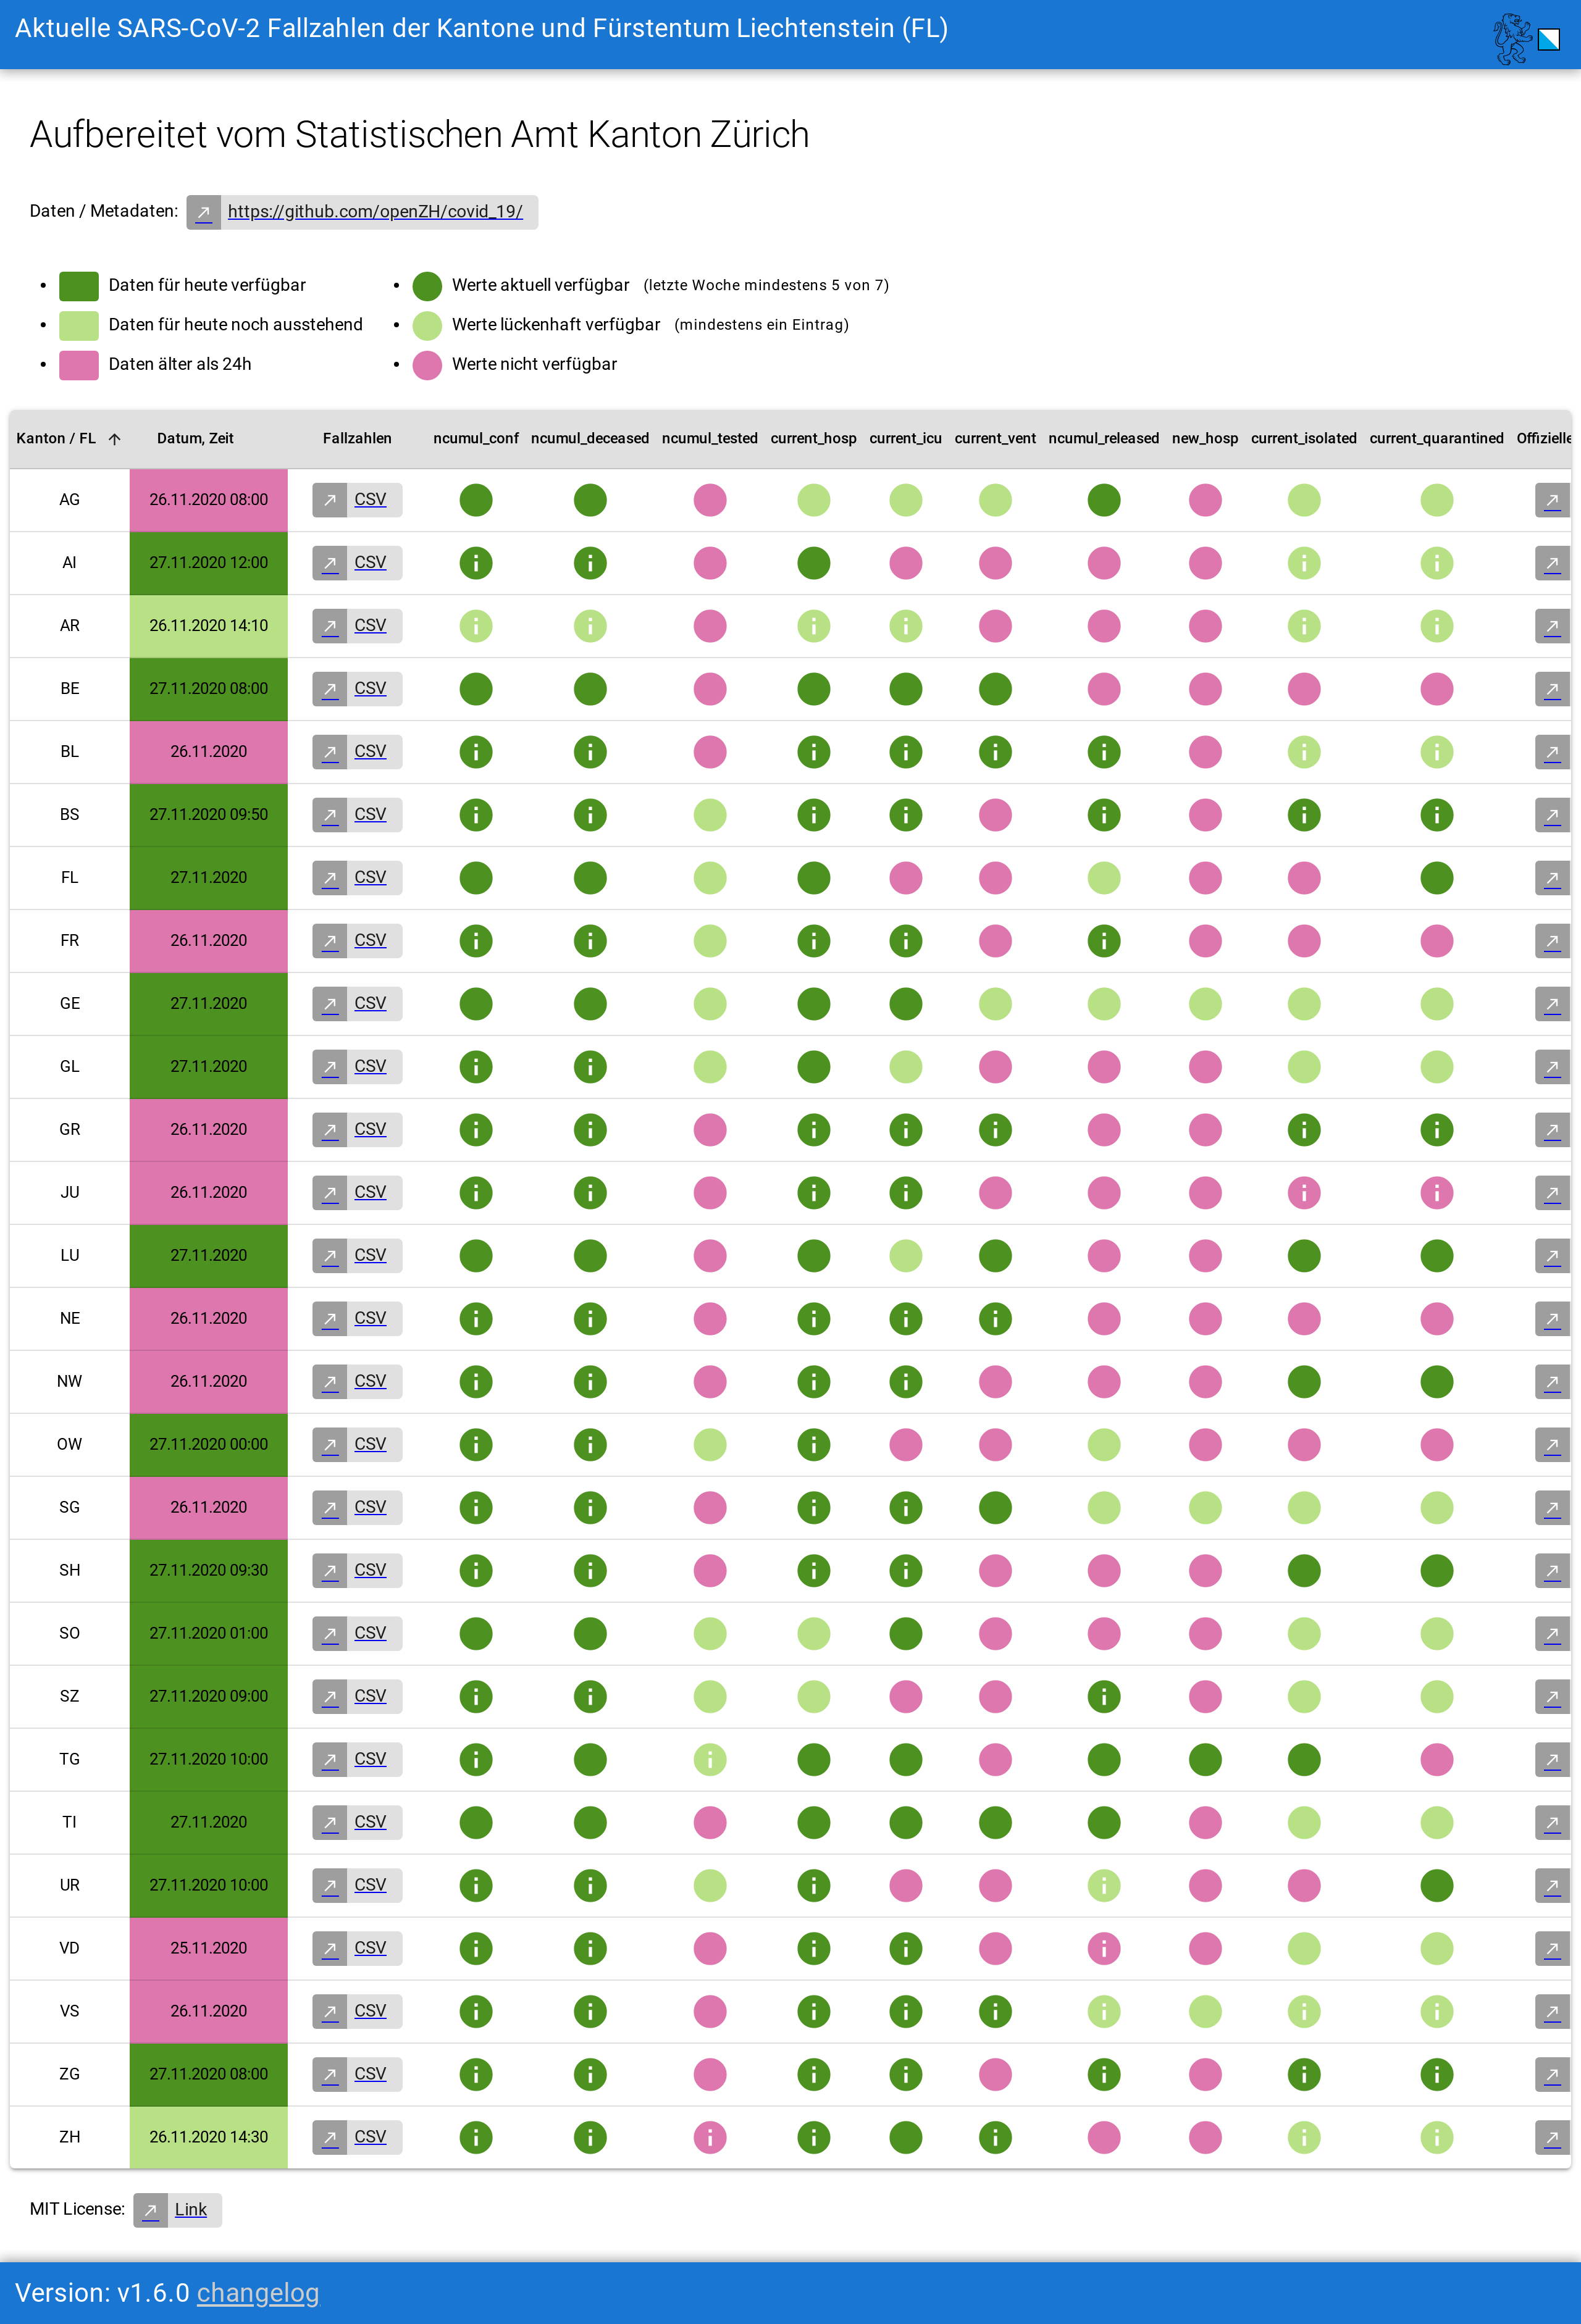 Aktuelle SARS-CoV-2 Fallzahlen der Kantone und Fürstentum Liechtenstein (FL)
Aufbereitet vom Statistischen Amt Kanton Zürich
Daten / Metadaten: https://github.com/openZH/covid_19/
Daten für heute verfügbar
Daten für heute noch ausstehend
Daten älter als 24h
Werte aktuell verfügbar (letzte Woche mindestens 5 von 7)
Werte lückenhaft verfügbar (mindestens ein Eintrag)
Werte nicht verfügbar
Kanton / FL Datum, Zeit Fallzahlen ncumul_conf ncumul_deceased ncumul_tested current_hosp current_icu current_vent ncumul_released new_hosp current_isolated current_quarantined Offizielle
AG 26.11.2020 08:00 CSV
AI 27.11.2020 12:00 CSV
AR 26.11.2020 14:10 CSV
BE 27.11.2020 08:00 CSV
BL 26.11.2020 CSV
BS 27.11.2020 09:50 CSV
FL 27.11.2020 CSV
FR 26.11.2020 CSV
GE 27.11.2020 CSV
GL 27.11.2020 CSV
GR 26.11.2020 CSV
JU 26.11.2020 CSV
LU 27.11.2020 CSV
NE 26.11.2020 CSV
NW 26.11.2020 CSV
OW 27.11.2020 00:00 CSV
SG 26.11.2020 CSV
SH 27.11.2020 09:30 CSV
SO 27.11.2020 01:00 CSV
SZ 27.11.2020 09:00 CSV
TG 27.11.2020 10:00 CSV
TI 27.11.2020 CSV
UR 27.11.2020 10:00 CSV
VD 25.11.2020 CSV
VS 26.11.2020 CSV
ZG 27.11.2020 08:00 CSV
ZH 26.11.2020 14:30 CSV
MIT License: Link
Version: v1.6.0 changelog